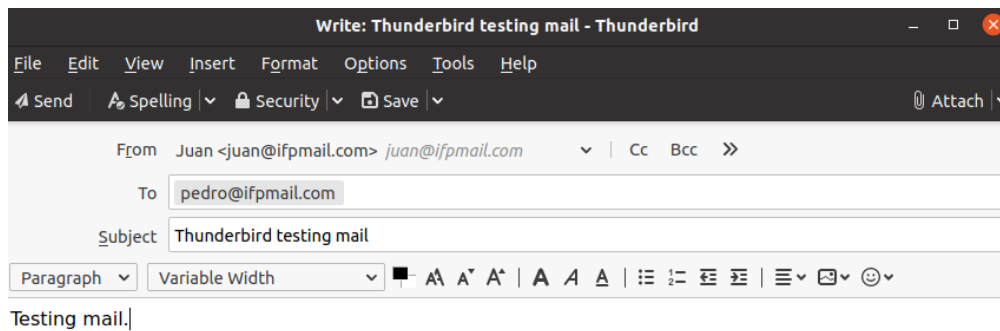 Write: Thunderbird testing mail - Thunderbird
File Edit View Insert Format Options Tools Help
Send Spelling Security Save Attach
From Juan <juan@ifpmail.com> juan@ifpmail.com Cc Bcc »
To pedro@ifpmail.com
Subject Thunderbird testing mail
Paragraph Variable Width
Testing mail.